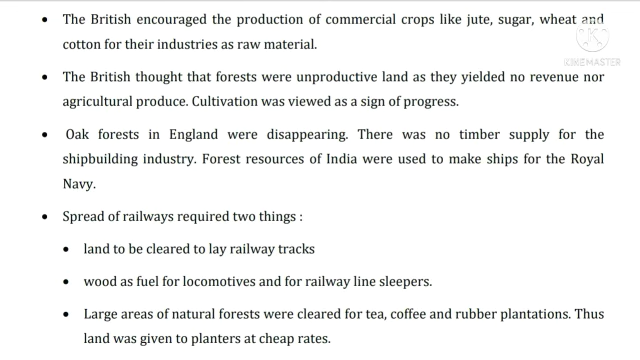 • The British encouraged the production of commercial crops like jute, sugar, wheat and
cotton for their industries as raw material.
KINEMASTER
• The British thought that forests were unproductive land as they yielded no revenue nor
agricultural produce. Cultivation was viewed as a sign of progress.
• Oak forests in England were disappearing. There was no timber supply for the
shipbuilding industry. Forest resources of India were used to make ships for the Royal
Navy.
• Spread of railways required two things :
• land to be cleared to lay railway tracks
• wood as fuel for locomotives and for railway line sleepers.
• Large areas of natural forests were cleared for tea, coffee and rubber plantations. Thus
land was given to planters at cheap rates.